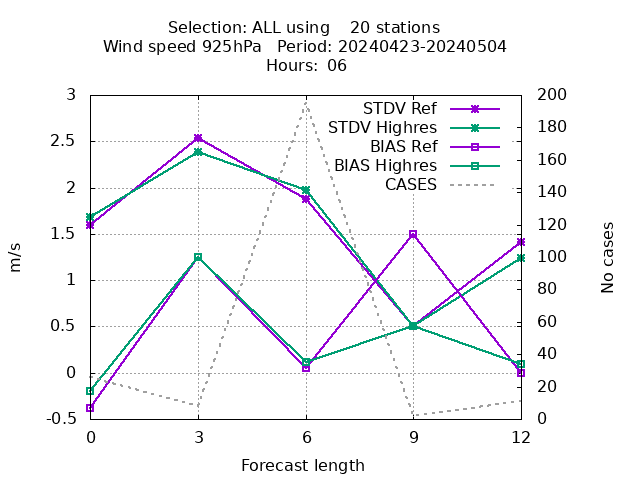 Selection: ALL using    20 stations
Wind speed 925hPa   Period: 20240423-20240504
Hours: 06
3
2.5
2
1.5
1
0.5
0
-0.5
200
180
160
140
120
100
80
60
40
20
0
STDV Ref
STDV Highres
BIAS Ref
BIAS Highres
CASES
m/s
No cases
0 3 6 9 12
Forecast length